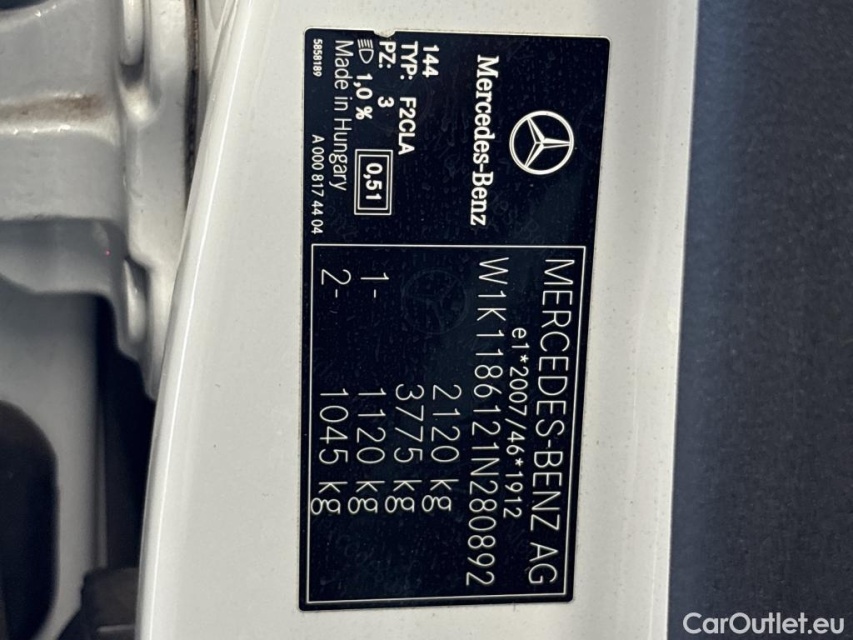 Mercedes-Benz
144
TYP: F2CLA
PZ: 3
1,0 %
0,51
Made in Hungary
5858189
A 000 817 44 04
MERCEDES-BENZ AG
e1*2007/46*1912
W1K1186121N280892
2120 kg
3775 kg
1- 1120 kg
2- 1045 kg
CarOutlet.eu